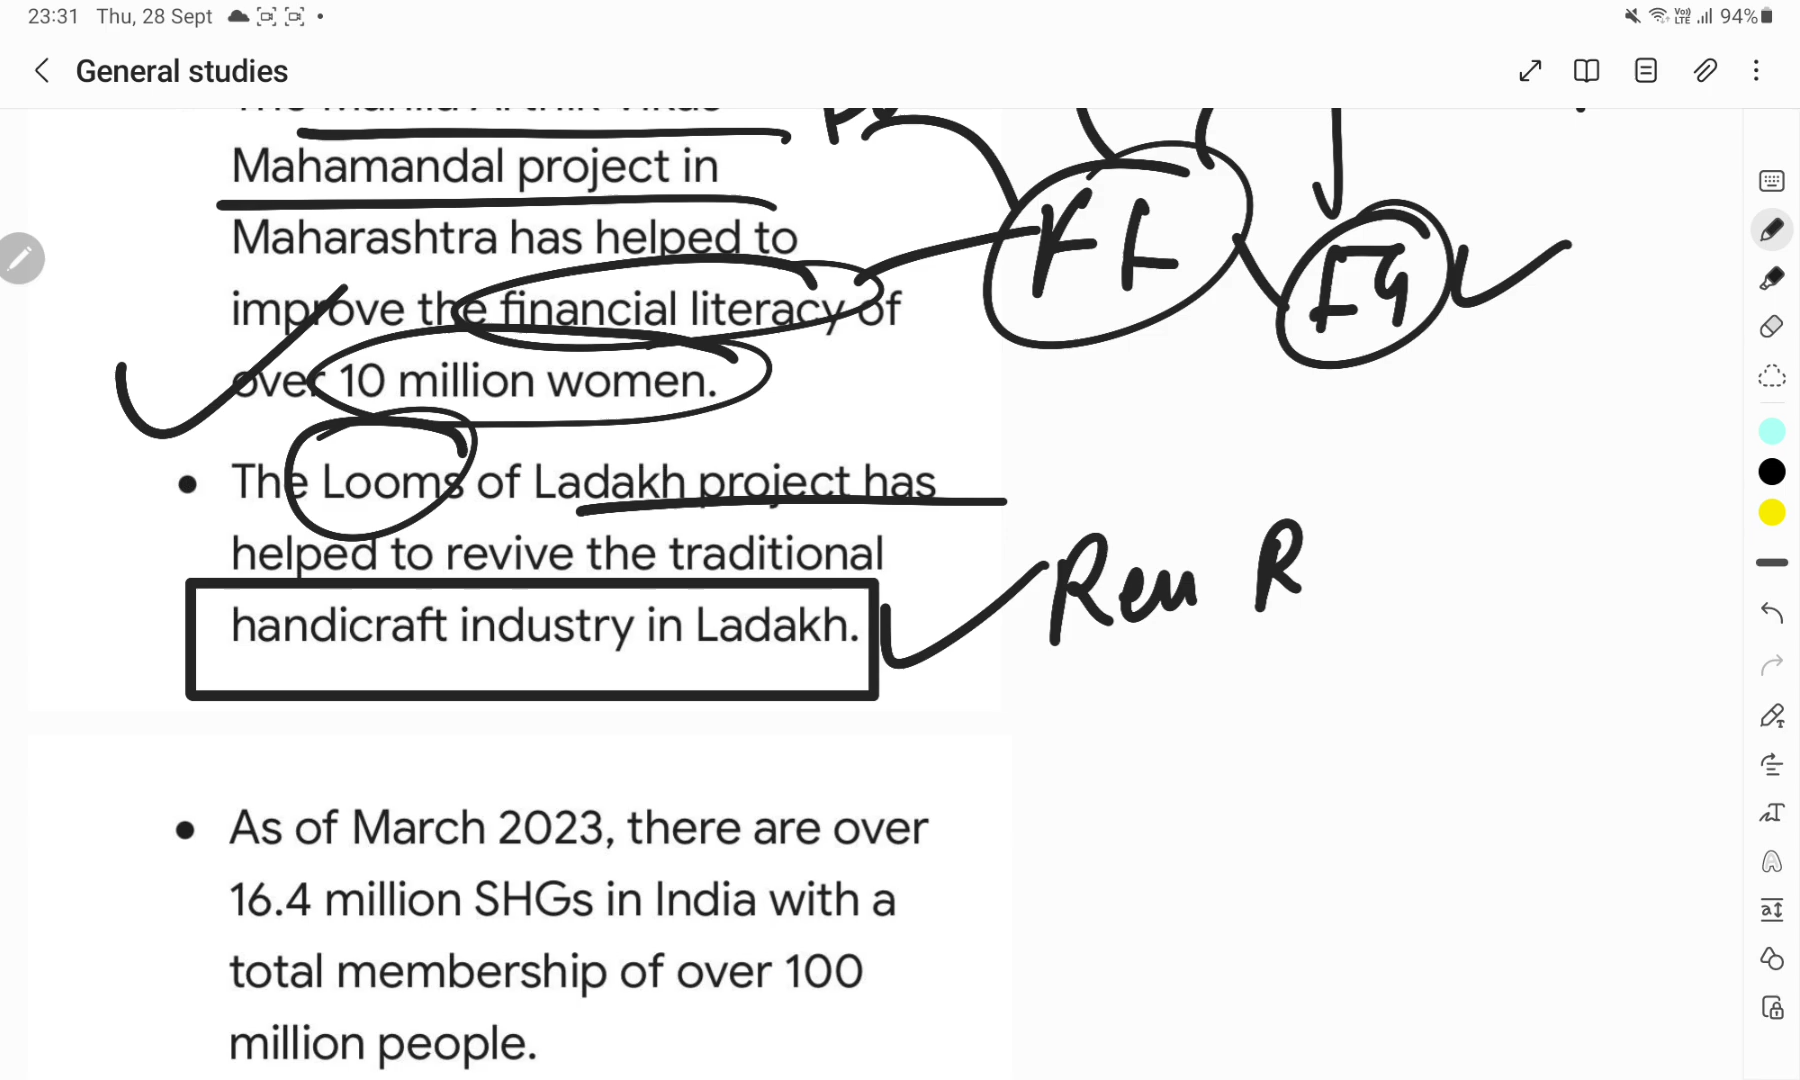 23:31 Thu, 28 Sept
94%
General studies
Mahamandal project in
Maharashtra has helped to
improve the financial literacy of
over 10 million women.
● The Looms of Ladakh project has
helped to revive the traditional
handicraft industry in Ladakh.
● As of March 2023, there are over
16.4 million SHGs in India with a
total membership of over 100
million people.